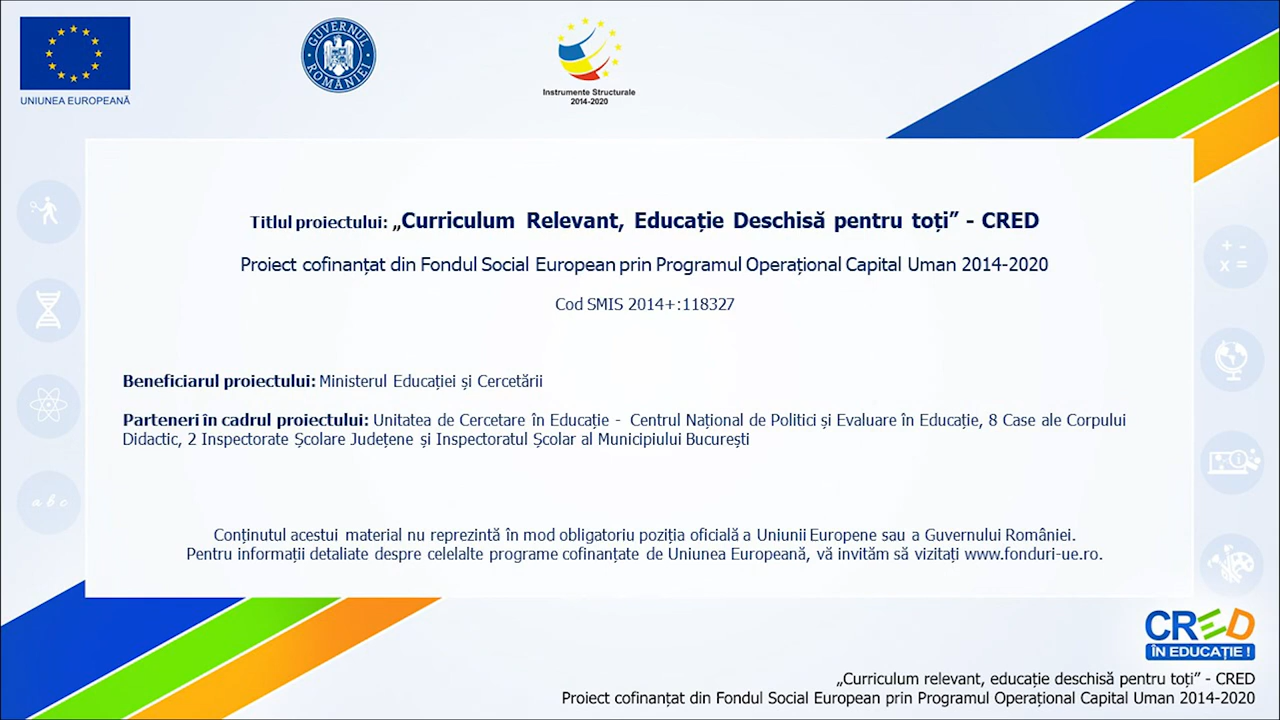 UNIUNEA EUROPEANĂ
GUVERNUL ROMÂNIEI
Instrumente Structurale
2014-2020
Titlul proiectului: „Curriculum Relevant, Educație Deschisă pentru toți” - CRED
Proiect cofinanțat din Fondul Social European prin Programul Operațional Capital Uman 2014-2020
Cod SMIS 2014+:118327
Beneficiarul proiectului: Ministerul Educației și Cercetării
Parteneri în cadrul proiectului: Unitatea de Cercetare în Educație - Centrul Național de Politici și Evaluare în Educație, 8 Case ale Corpului
Didactic, 2 Inspectorate Școlare Județene și Inspectoratul Școlar al Municipiului București
Conținutul acestui material nu reprezintă în mod obligatoriu poziția oficială a Uniunii Europene sau a Guvernului României.
Pentru informații detaliate despre celelalte programe cofinanțate de Uniunea Europeană, vă invităm să vizitați www.fonduri-ue.ro.
+ -
x =
a b c
CRED
ÎN EDUCAȚIE !
„Curriculum relevant, educație deschisă pentru toți” - CRED
Proiect cofinanțat din Fondul Social European prin Programul Operațional Capital Uman 2014-2020